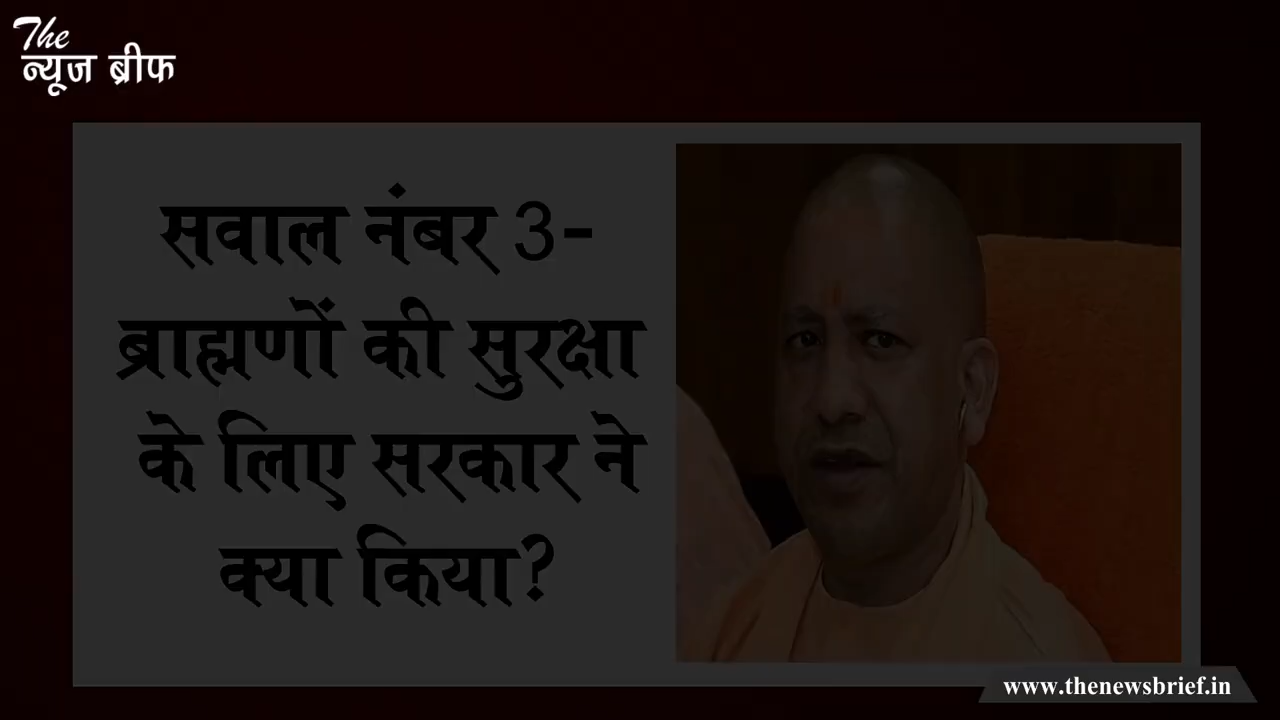 The
न्यूज ब्रीफ
सवाल नंबर 3-
ब्राह्मणों की सुरक्षा
के लिए सरकार ने
क्या किया?
www.thenewsbrief.in